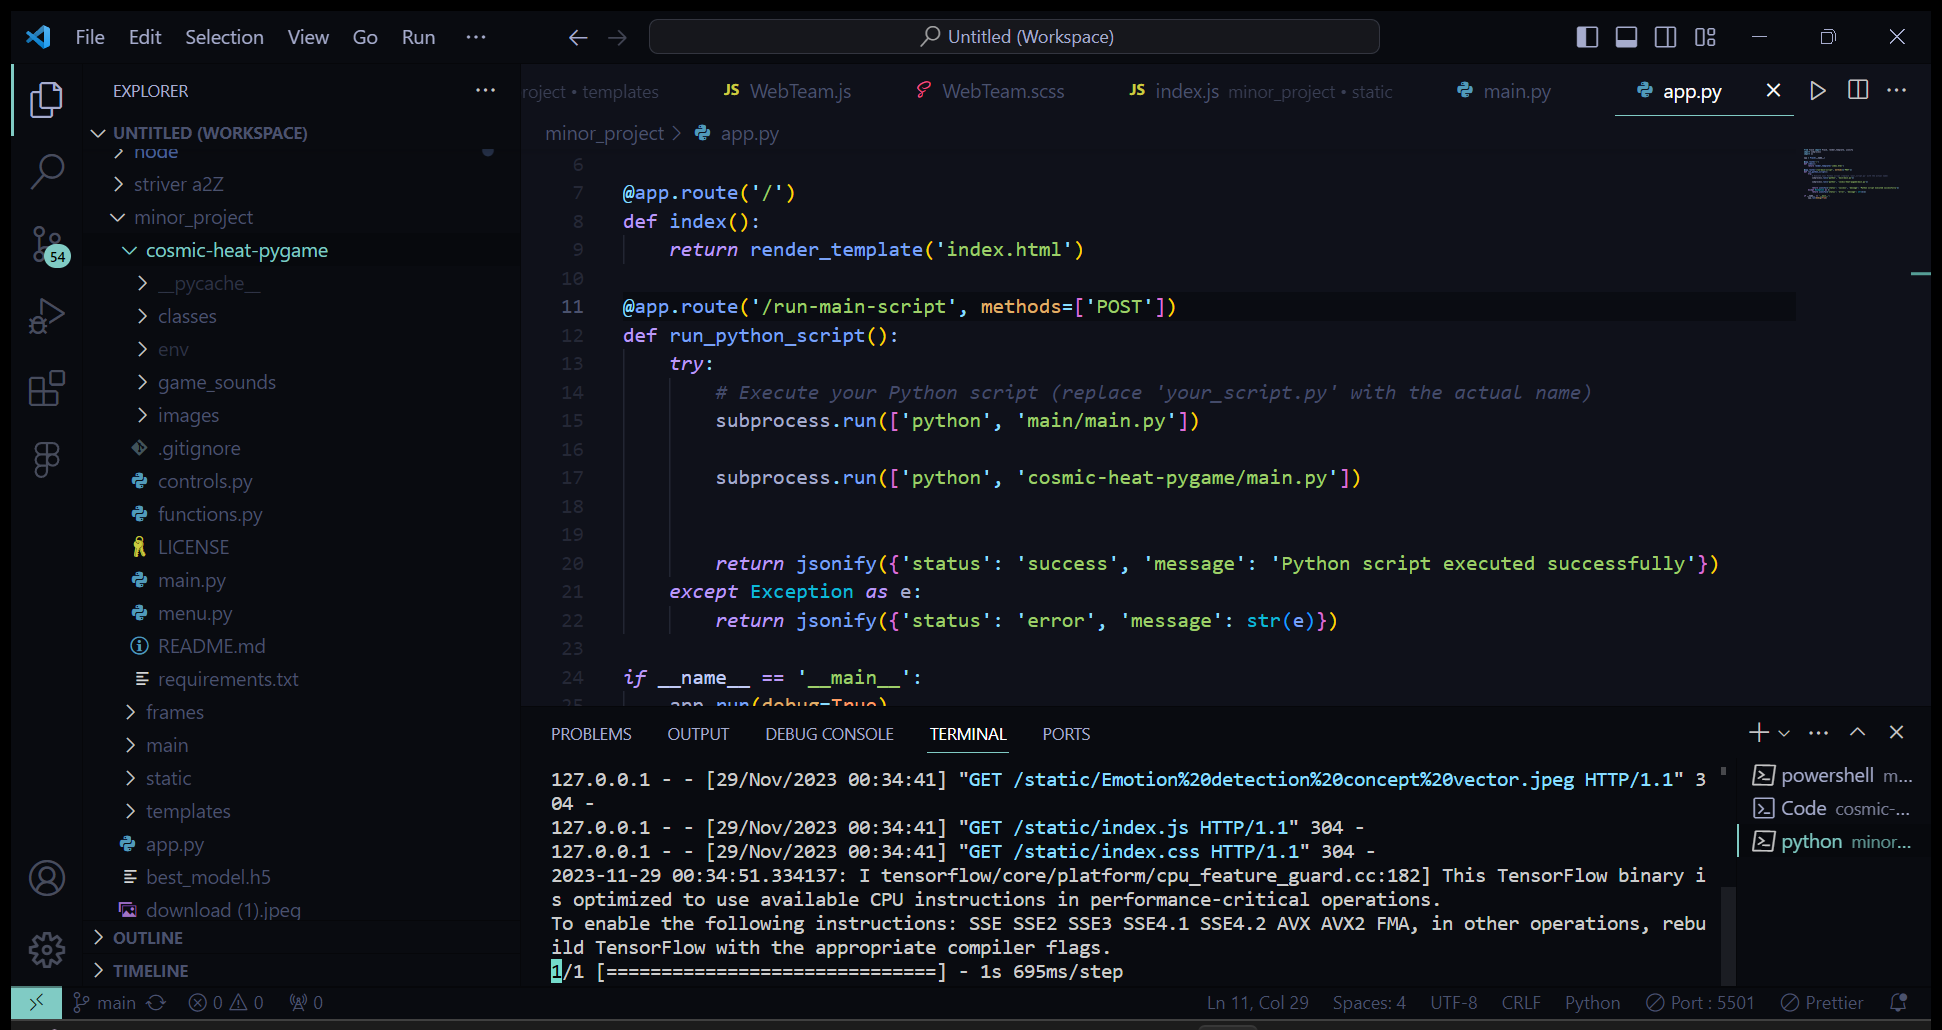 File Edit Selection View Go Run ···
Untitled (Workspace)
EXPLORER
UNTITLED (WORKSPACE)
node
striver a2Z
minor_project
cosmic-heat-pygame
__pycache__
classes
env
game_sounds
images
.gitignore
controls.py
functions.py
LICENSE
main.py
menu.py
README.md
requirements.txt
frames
main
static
templates
app.py
best_model.h5
download (1).jpeg
OUTLINE
TIMELINE
54
roject • templates
JS WebTeam.js
WebTeam.scss
JS index.js minor_project • static
main.py
app.py
minor_project > app.py
6
7 @app.route('/')
8 def index():
9 return render_template('index.html')
10
11 @app.route('/run-main-script', methods=['POST'])
12 def run_python_script():
13 try:
14 # Execute your Python script (replace 'your_script.py' with the actual name)
15 subprocess.run(['python', 'main/main.py'])
16
17 subprocess.run(['python', 'cosmic-heat-pygame/main.py'])
18
19
20 return jsonify({'status': 'success', 'message': 'Python script executed successfully'})
21 except Exception as e:
22 return jsonify({'status': 'error', 'message': str(e)})
23
24 if __name__ == '__main__':
25 app.run(debug=True)
PROBLEMS OUTPUT DEBUG CONSOLE TERMINAL PORTS
127.0.0.1 - - [29/Nov/2023 00:34:41] "GET /static/Emotion%20detection%20concept%20vector.jpeg HTTP/1.1" 3
04 -
127.0.0.1 - - [29/Nov/2023 00:34:41] "GET /static/index.js HTTP/1.1" 304 -
127.0.0.1 - - [29/Nov/2023 00:34:41] "GET /static/index.css HTTP/1.1" 304 -
2023-11-29 00:34:51.334137: I tensorflow/core/platform/cpu_feature_guard.cc:182] This TensorFlow binary i
s optimized to use available CPU instructions in performance-critical operations.
To enable the following instructions: SSE SSE2 SSE3 SSE4.1 SSE4.2 AVX AVX2 FMA, in other operations, rebu
ild TensorFlow with the appropriate compiler flags.
1/1 [==============================] - 1s 695ms/step
powershell m...
Code cosmic-...
python minor...
main 0 0 0
Ln 11, Col 29 Spaces: 4 UTF-8 CRLF Python Port : 5501 Prettier